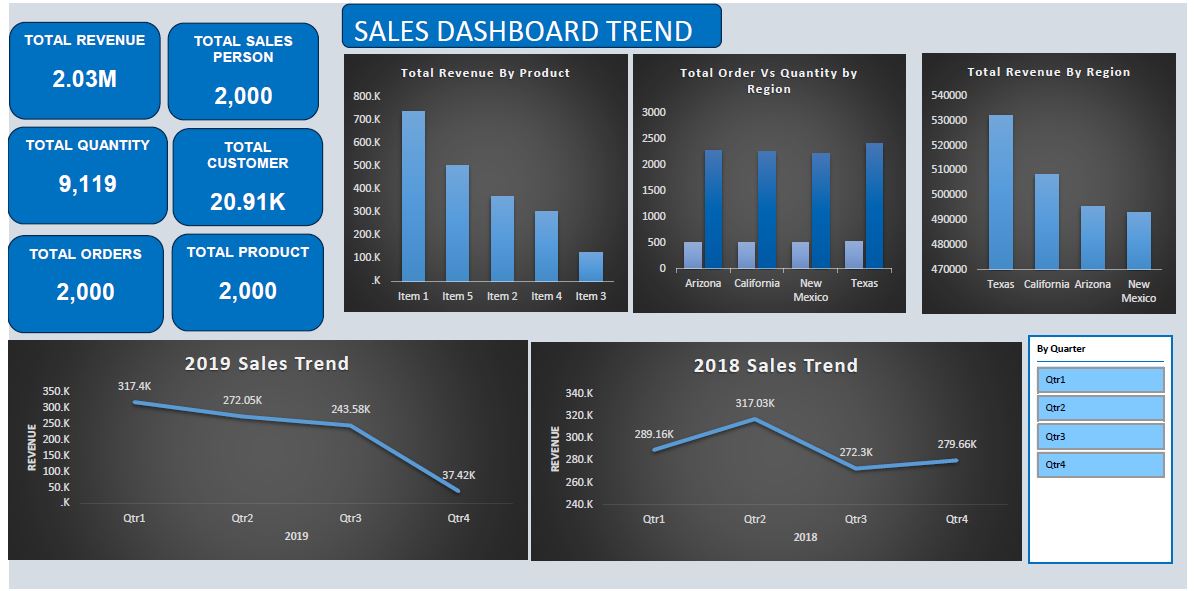 SALES DASHBOARD TREND
TOTAL REVENUE
2.03M
TOTAL SALES
PERSON
2,000
TOTAL QUANTITY
9,119
TOTAL
CUSTOMER
20.91K
TOTAL ORDERS
2,000
TOTAL PRODUCT
2,000
Total Revenue By Product
800.K
700.K
600.K
500.K
400.K
300.K
200.K
100.K
.K
Item 1 Item 5 Item 2 Item 4 Item 3
Total Order Vs Quantity by
Region
3000
2500
2000
1500
1000
500
0
Arizona California New Texas
Mexico
Total Revenue By Region
540000
530000
520000
510000
500000
490000
480000
470000
Texas California Arizona New
Mexico
2019 Sales Trend
REVENUE
350.K
300.K
250.K
200.K
150.K
100.K
50.K
.K
317.4K
272.05K
243.58K
37.42K
Qtr1 Qtr2 Qtr3 Qtr4
2019
2018 Sales Trend
REVENUE
340.K
320.K
300.K
280.K
260.K
240.K
289.16K
317.03K
272.3K
279.66K
Qtr1 Qtr2 Qtr3 Qtr4
2018
By Quarter
Qtr1
Qtr2
Qtr3
Qtr4